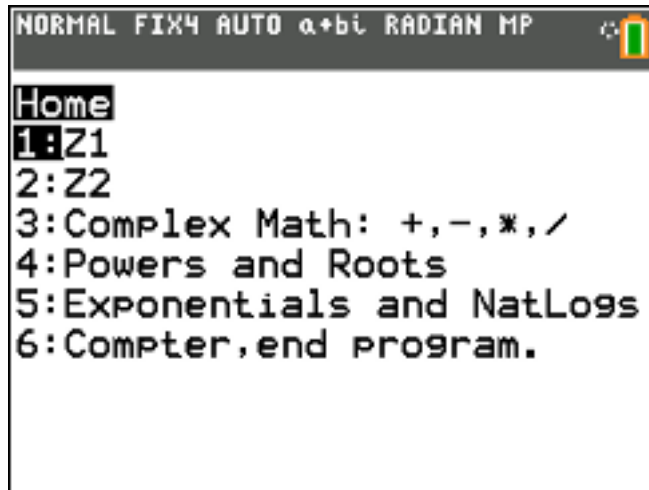 NORMAL FIX4 AUTO a+bi RADIAN MP
Home
1:Z1
2:Z2
3:Complex Math: +,-,*,/
4:Powers and Roots
5:Exponentials and NatLogs
6:Compter,end program.